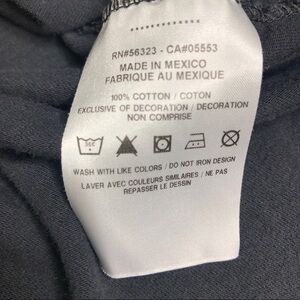 RN#56323 - CA#05553
MADE IN MEXICO
FABRIQUE AU MEXIQUE
100% COTTON / COTON
EXCLUSIVE OF DECORATION / DECORATION
NON COMPRISE
WASH WITH LIKE COLORS / DO NOT IRON DESIGN
LAVER AVEC COULEURS SIMILAIRES / NE PAS
REPASSER LE DESSIN